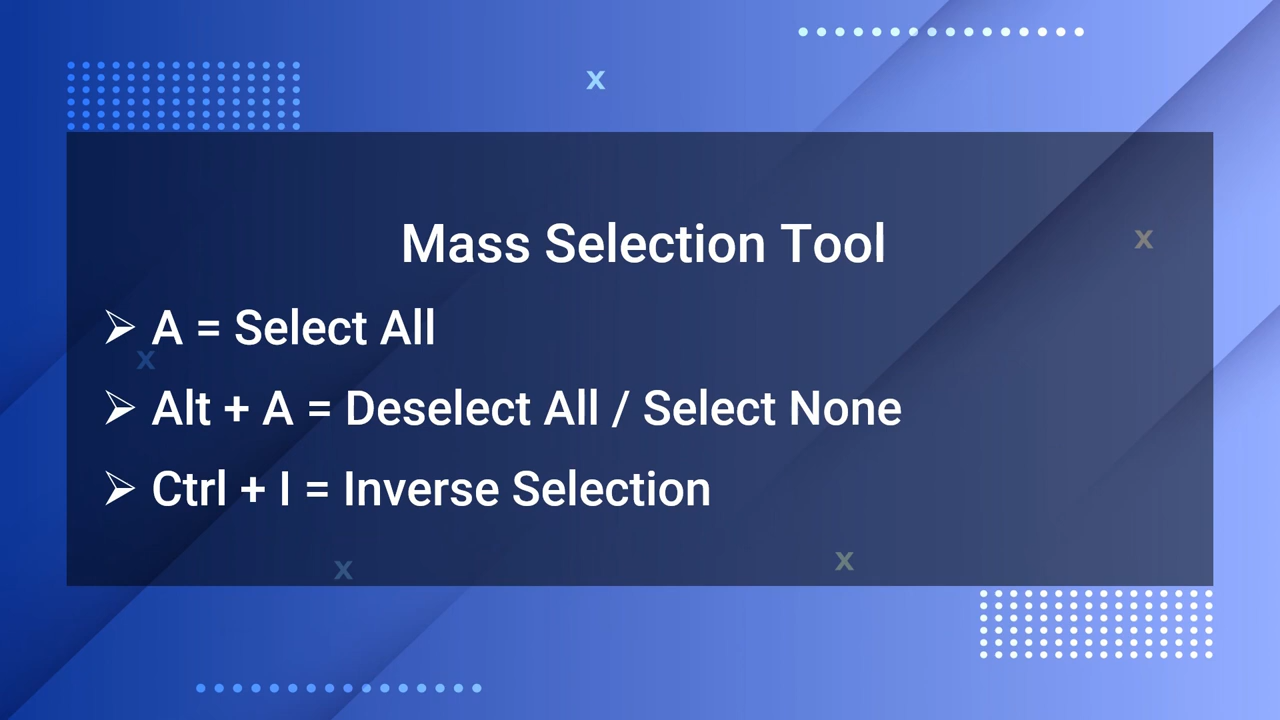 Mass Selection Tool
➢ A = Select All
➢ Alt + A = Deselect All / Select None
➢ Ctrl + I = Inverse Selection